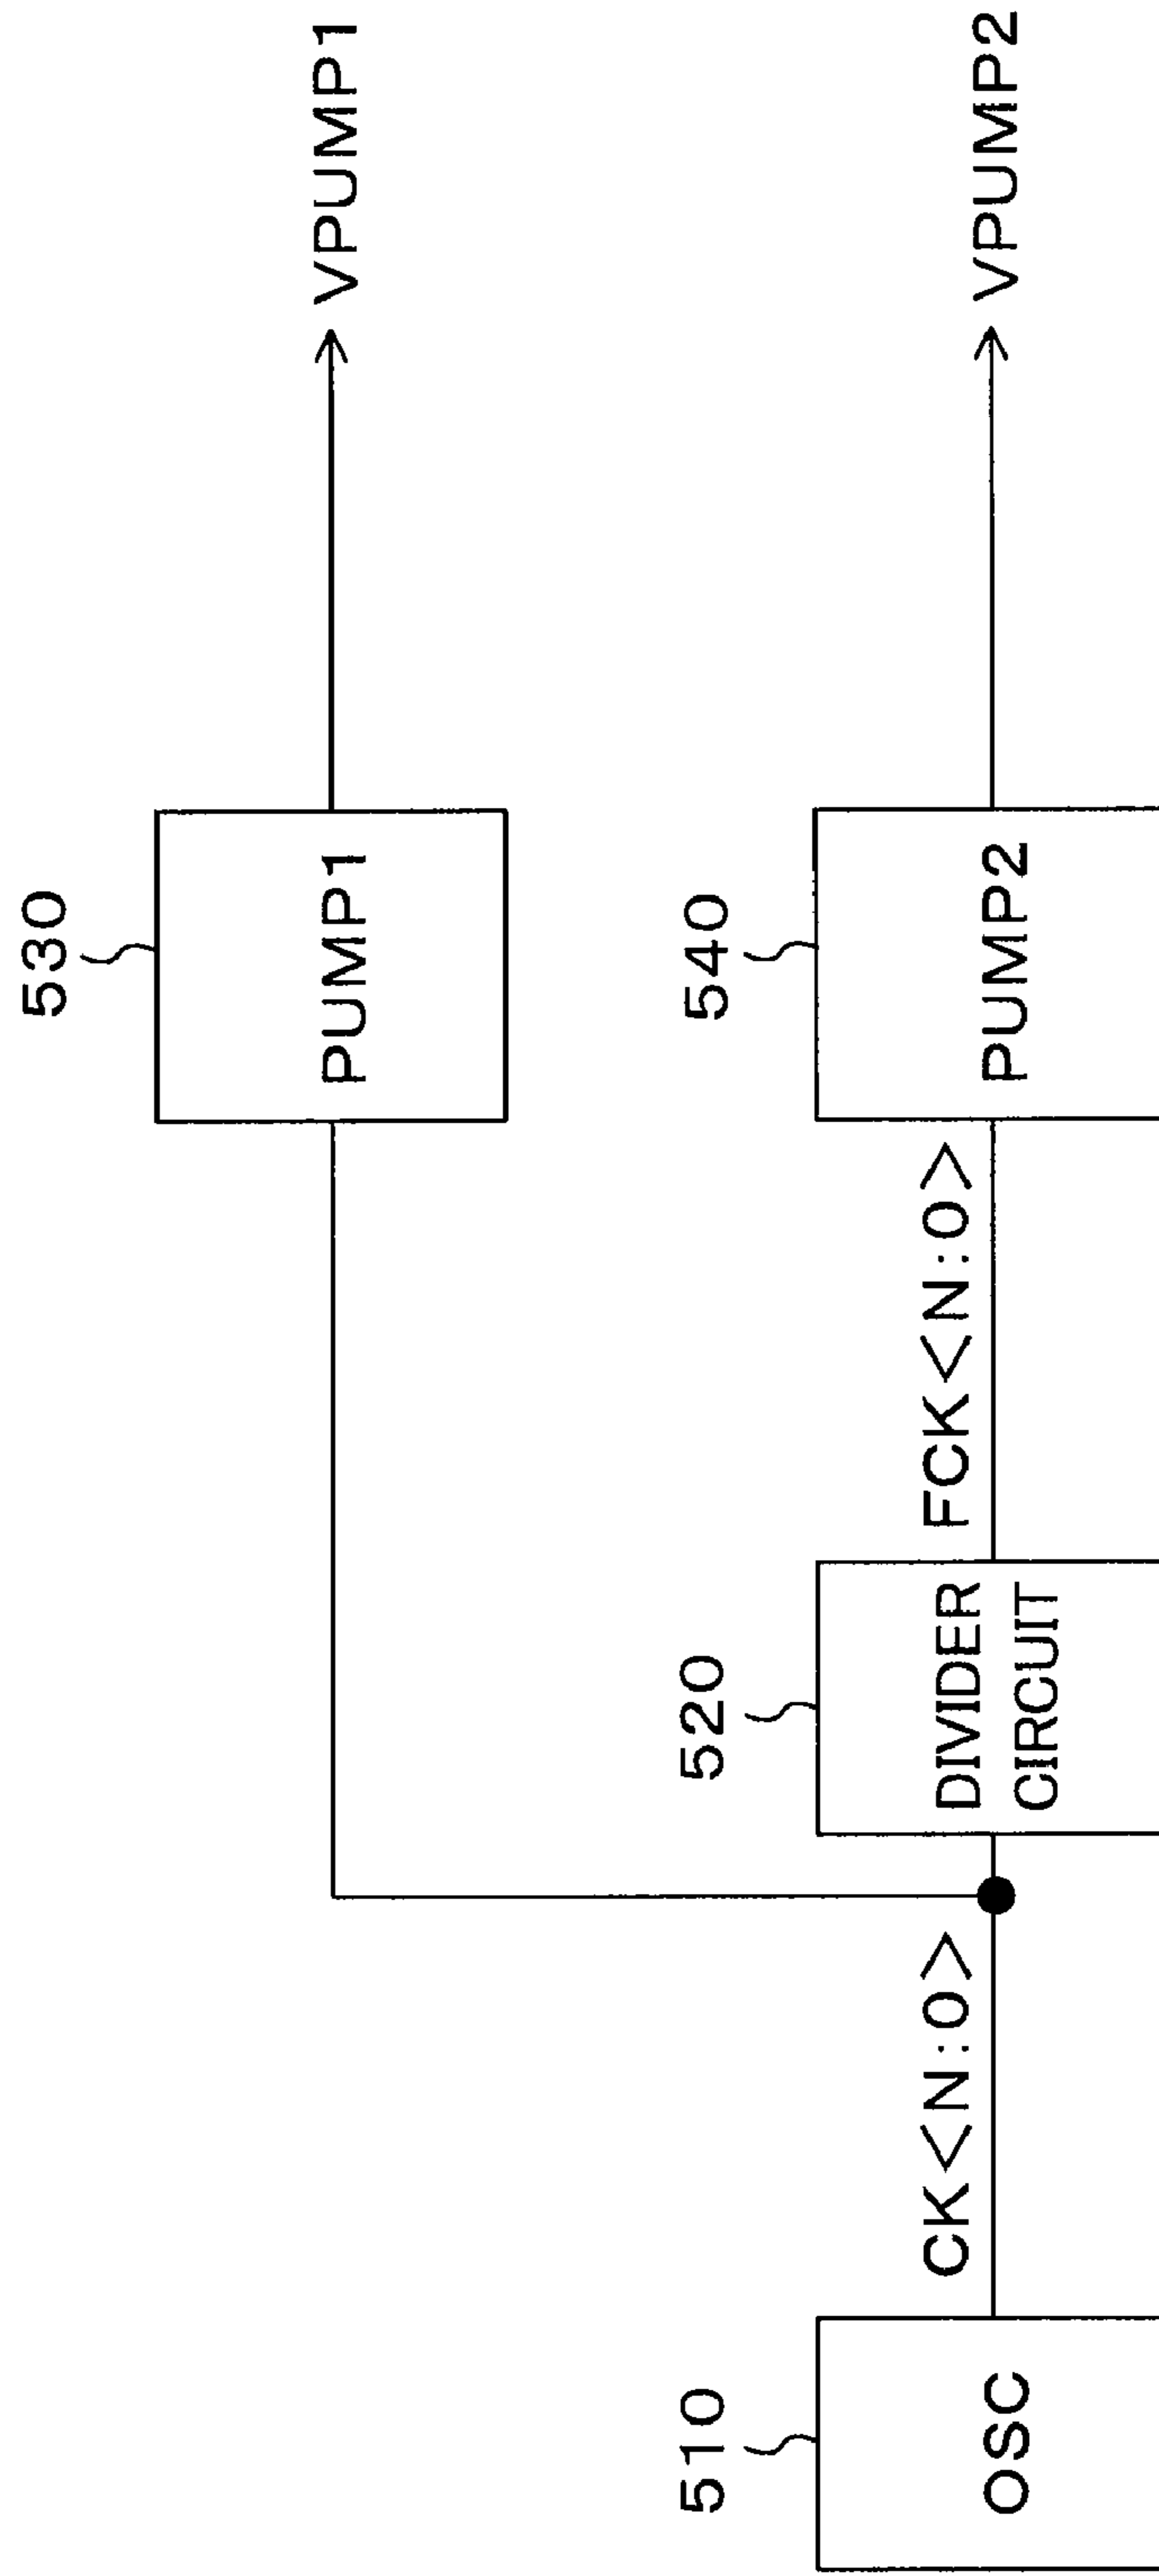 530
PUMP1
VPUMP1
510
OSC
CK<N:0>
520
DIVIDER
CIRCUIT
FCK<N:0>
540
PUMP2
VPUMP2